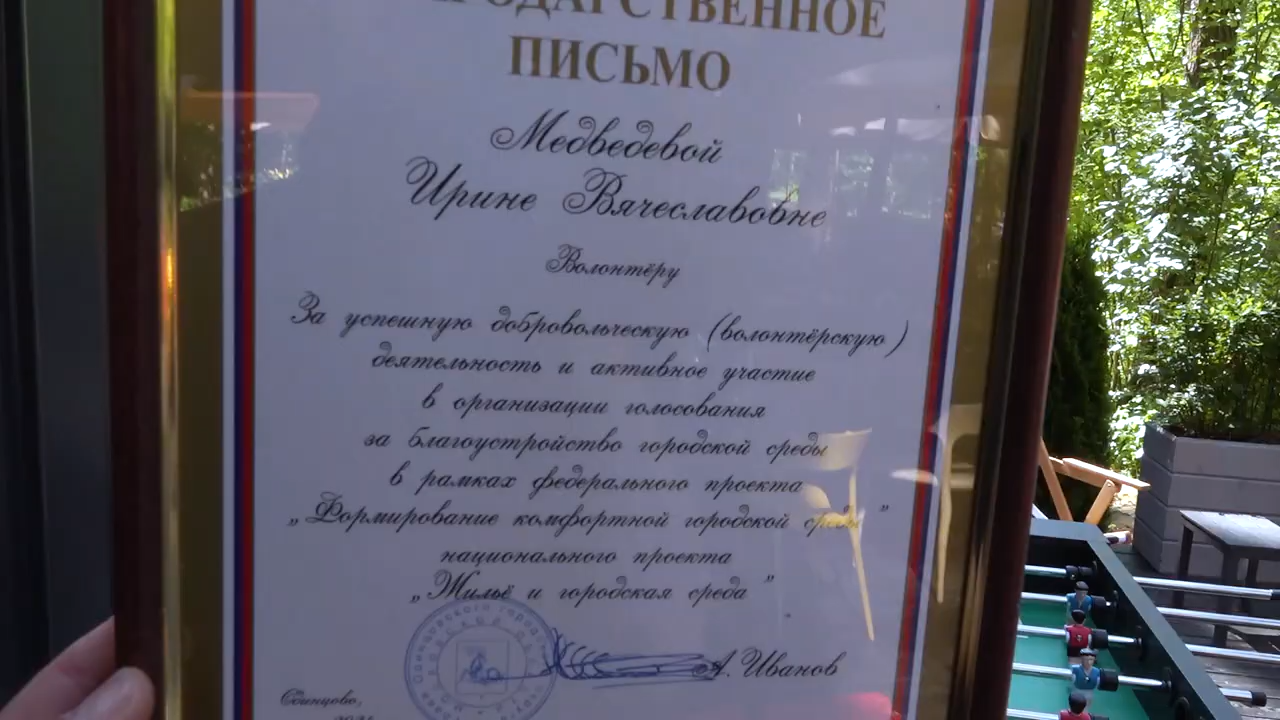 ПИСЬМО
Медведевой
Ирине Вячеславовне
Волонтёру
За успешную добровольческую (волонтёрскую)
деятельность и активное участие
в организации голосования
за благоустройство городской среды
в рамках федерального проекта
„Формирование комфортной городской среды”
национального проекта
„Жильё и городская среда”
А. Иванов
Одинцово,